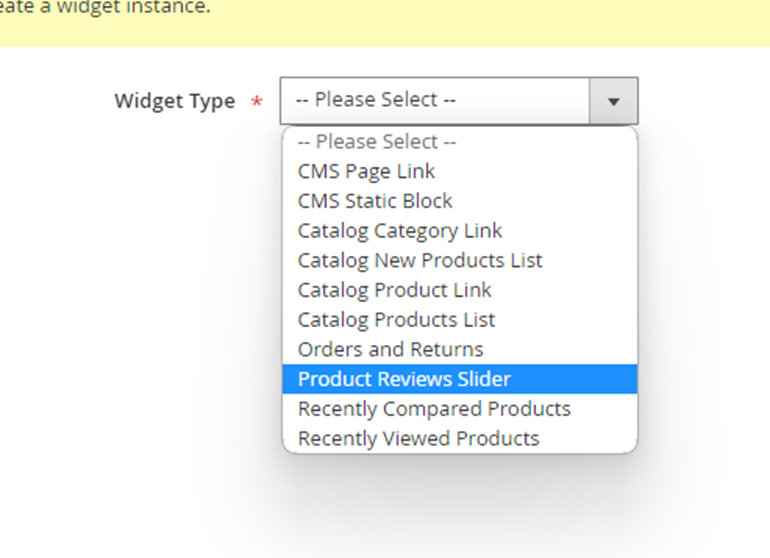 eate a widget instance.
Widget Type * -- Please Select --
-- Please Select --
CMS Page Link
CMS Static Block
Catalog Category Link
Catalog New Products List
Catalog Product Link
Catalog Products List
Orders and Returns
Product Reviews Slider
Recently Compared Products
Recently Viewed Products